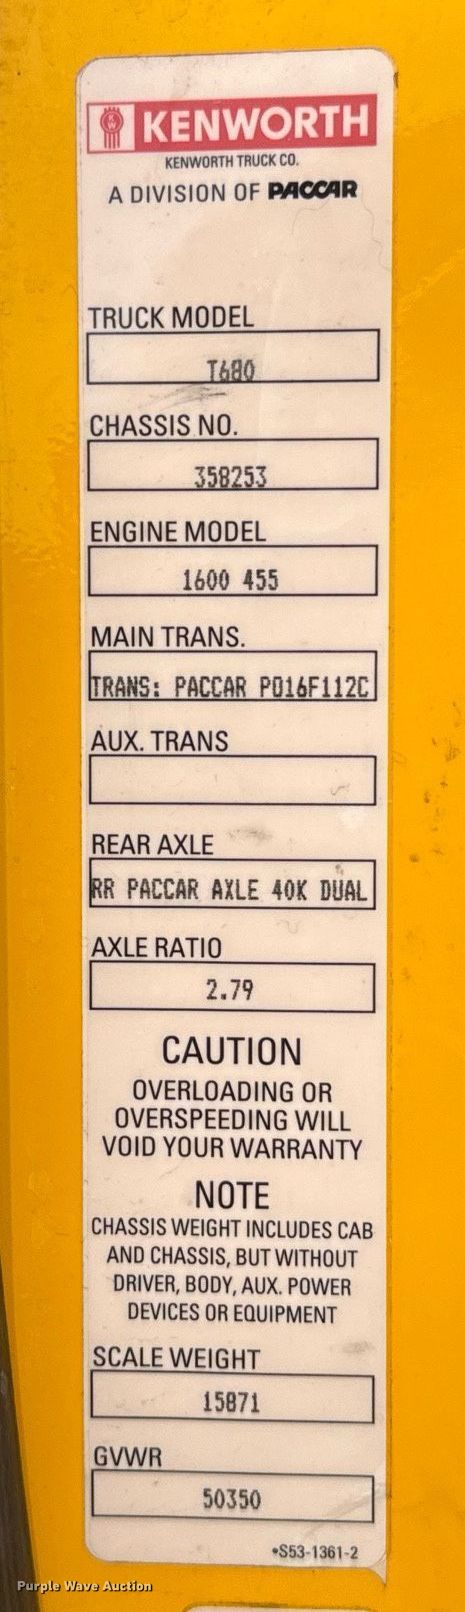 KENWORTH
KENWORTH TRUCK CO.
A DIVISION OF PACCAR
TRUCK MODEL
T680
CHASSIS NO.
358253
ENGINE MODEL
1600 455
MAIN TRANS.
TRANS: PACCAR PO16F112C
AUX. TRANS
REAR AXLE
RR PACCAR AXLE 40K DUAL
AXLE RATIO
2.79
CAUTION
OVERLOADING OR
OVERSPEEDING WILL
VOID YOUR WARRANTY
NOTE
CHASSIS WEIGHT INCLUDES CAB
AND CHASSIS, BUT WITHOUT
DRIVER, BODY, AUX. POWER
DEVICES OR EQUIPMENT
SCALE WEIGHT
15871
GVWR
50350
•S53-1361-2
Purple Wave Auction